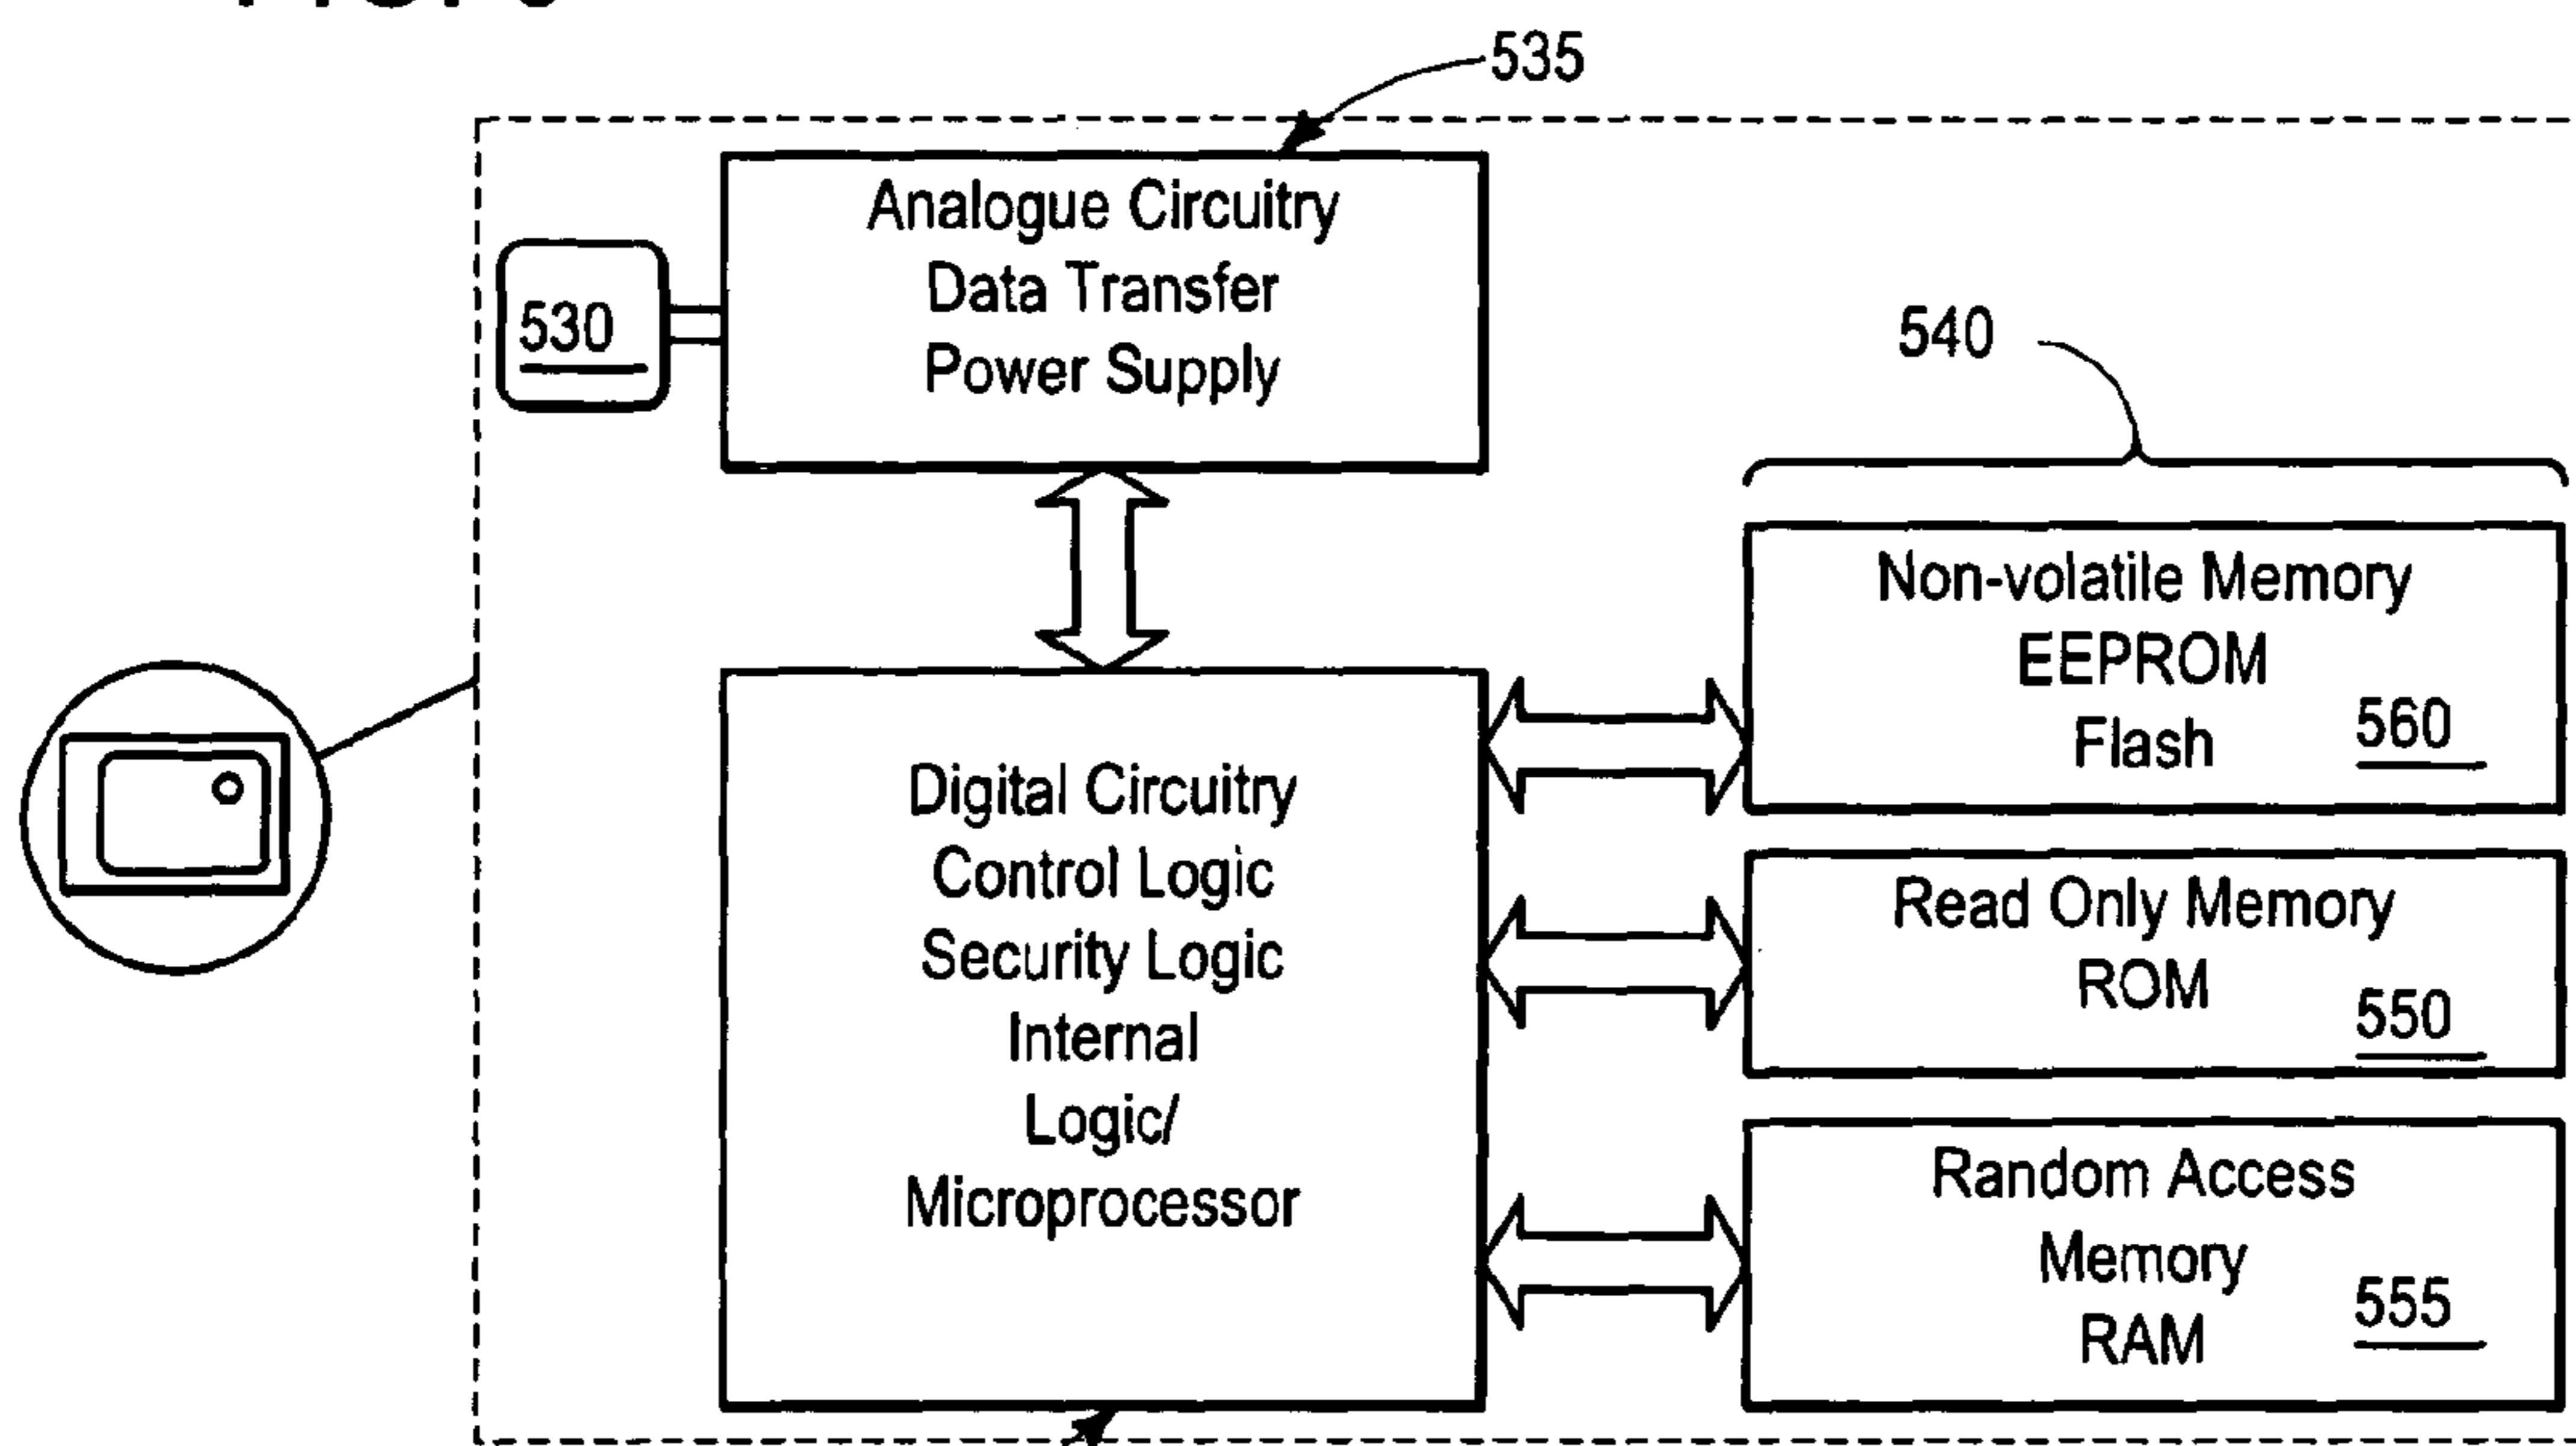 535
Analogue Circuitry
Data Transfer
Power Supply
530
540
Non-volatile Memory
EEPROM
Flash
560
Digital Circuitry
Control Logic
Security Logic
Internal
Logic/
Microprocessor
Read Only Memory
ROM
550
Random Access
Memory
RAM
555